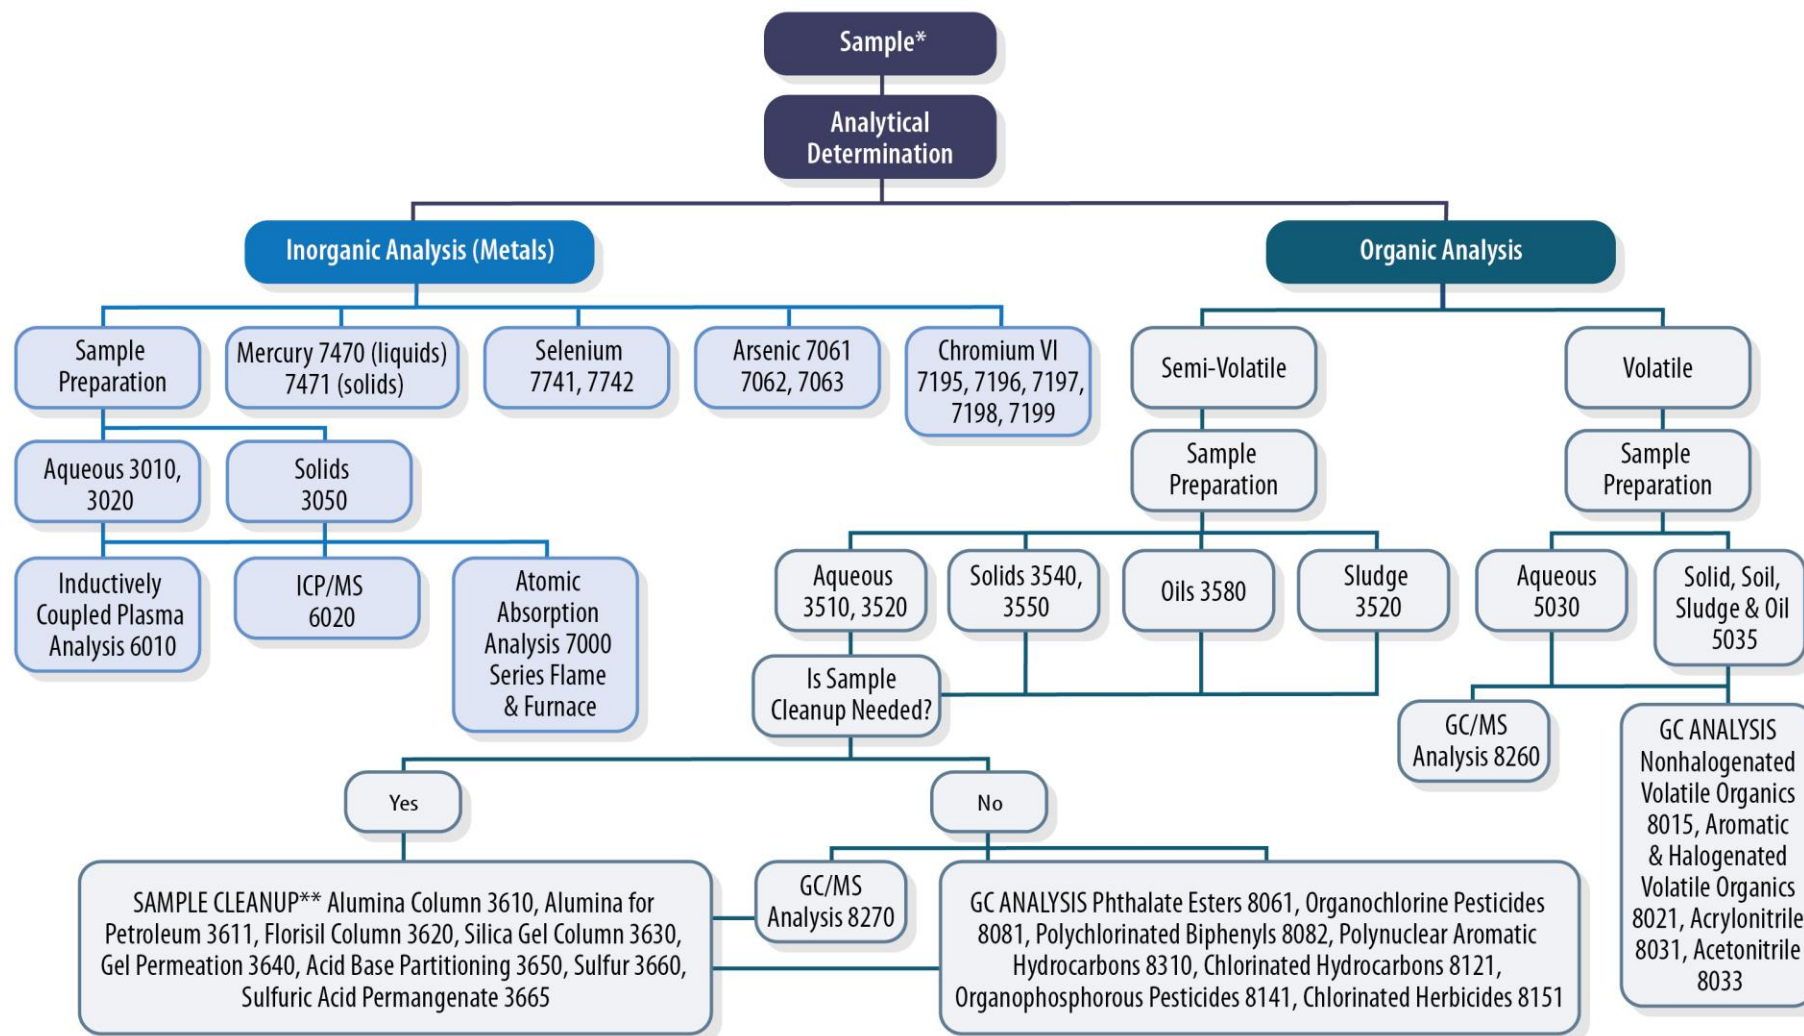 Sample*
Analytical
Determination
Inorganic Analysis (Metals)
Organic Analysis
Sample
Preparation
Mercury 7470 (liquids)
7471 (solids)
Selenium
7741, 7742
Arsenic 7061
7062, 7063
Chromium VI
7195, 7196, 7197,
7198, 7199
Semi-Volatile
Volatile
Aqueous 3010,
3020
Solids
3050
Sample
Preparation
Sample
Preparation
Inductively
Coupled Plasma
Analysis 6010
ICP/MS
6020
Atomic
Absorption
Analysis 7000
Series Flame
& Furnace
Aqueous
3510, 3520
Solids 3540,
3550
Oils 3580
Sludge
3520
Aqueous
5030
Solid, Soil,
Sludge & Oil
5035
Is Sample
Cleanup Needed?
GC/MS
Analysis 8260
GC ANALYSIS
Nonhalogenated
Volatile Organics
8015, Aromatic
& Halogenated
Volatile Organics
8021, Acrylonitrile
8031, Acetonitrile
8033
Yes
No
SAMPLE CLEANUP** Alumina Column 3610, Alumina for
Petroleum 3611, Florisil Column 3620, Silica Gel Column 3630,
Gel Permeation 3640, Acid Base Partitioning 3650, Sulfur 3660,
Sulfuric Acid Permangenate 3665
GC/MS
Analysis 8270
GC ANALYSIS Phthalate Esters 8061, Organochlorine Pesticides
8081, Polychlorinated Biphenyls 8082, Polynuclear Aromatic
Hydrocarbons 8310, Chlorinated Hydrocarbons 8121,
Organophosphorous Pesticides 8141, Chlorinated Herbicides 8151